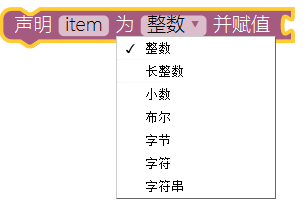 声明 item 为 整数 并赋值
✓ 整数
长整数
小数
布尔
字节
字符
字符串